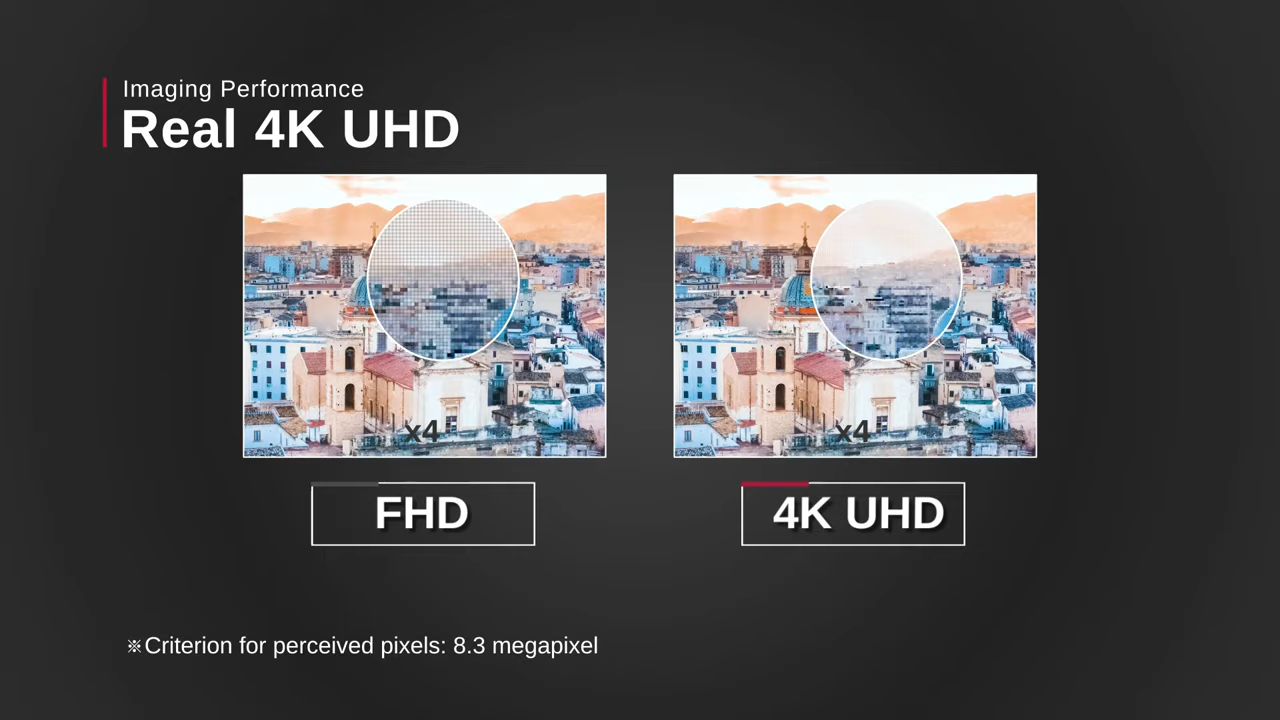 Imaging Performance
Real 4K UHD
x4
x4
FHD
4K UHD
※Criterion for perceived pixels: 8.3 megapixel